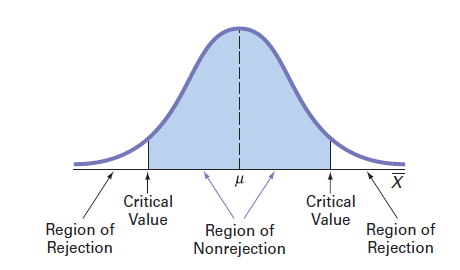 μ
X̄
Critical
Value
Critical
Value
Region of
Rejection
Region of
Nonrejection
Region of
Rejection